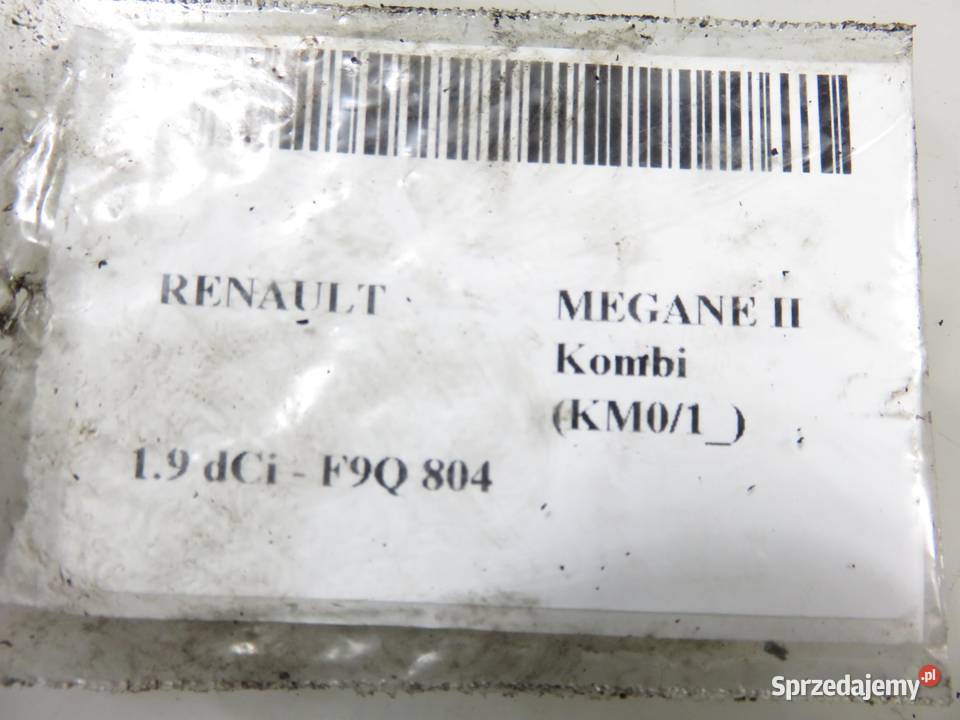 RENAULT
MEGANE II
Kombi
(KM0/1_)
1.9 dCi - F9Q 804
Sprzedajemy.pl